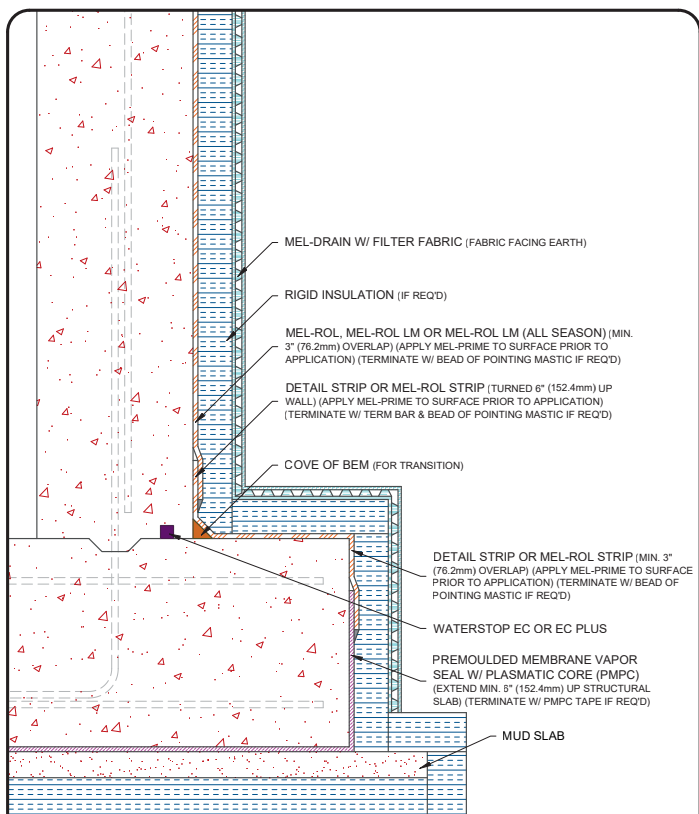 MEL-DRAIN W/ FILTER FABRIC (FABRIC FACING EARTH)
RIGID INSULATION (IF REQ'D)
MEL-ROL, MEL-ROL LM OR MEL-ROL LM (ALL SEASON) (MIN.
3" (76.2mm) OVERLAP) (APPLY MEL-PRIME TO SURFACE PRIOR TO
APPLICATION) (TERMINATE W/ BEAD OF POINTING MASTIC IF REQ'D)
DETAIL STRIP OR MEL-ROL STRIP (TURNED 6" (152.4mm) UP
WALL) (APPLY MEL-PRIME TO SURFACE PRIOR TO APPLICATION)
(TERMINATE W/ TERM BAR & BEAD OF POINTING MASTIC IF REQ'D)
COVE OF BEM (FOR TRANSITION)
DETAIL STRIP OR MEL-ROL STRIP (MIN. 3"
(76.2mm) OVERLAP) (APPLY MEL-PRIME TO SURFACE
PRIOR TO APPLICATION) (TERMINATE W/ BEAD OF
POINTING MASTIC IF REQ'D)
WATERSTOP EC OR EC PLUS
PREMOULDED MEMBRANE VAPOR
SEAL W/ PLASMATIC CORE (PMPC)
(EXTEND MIN. 6" (152.4mm) UP STRUCTURAL
SLAB) (TERMINATE W/ PMPC TAPE IF REQ'D)
MUD SLAB